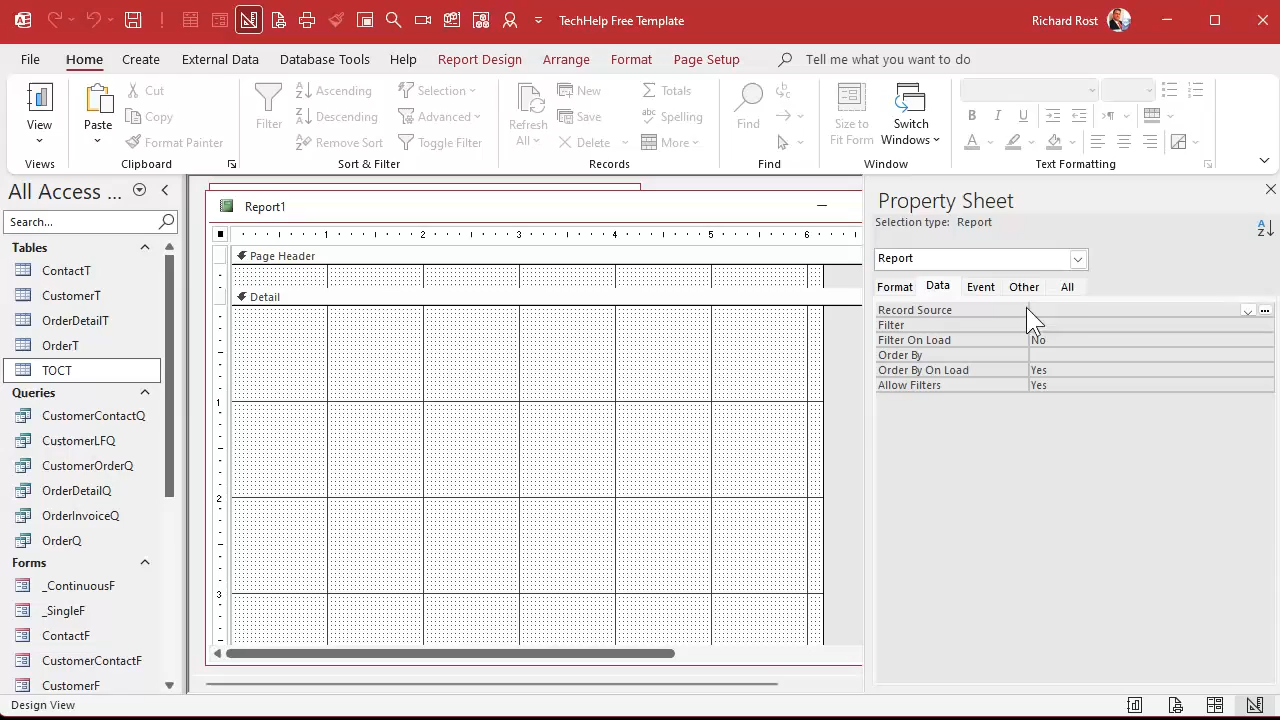 TechHelp Free Template
Richard Rost
File Home Create External Data Database Tools Help Report Design Arrange Format Page Setup Tell me what you want to do
View
Views
Paste
Cut
Copy
Format Painter
Clipboard
Filter
Ascending
Descending
Remove Sort
Selection
Advanced
Toggle Filter
Sort & Filter
Refresh
All
New
Save
Delete
Totals
Spelling
More
Records
Find
Find
Size to
Fit Form
Switch
Windows
Window
B I U
A
Text Formatting
All Access ...
Search...
Tables
ContactT
CustomerT
OrderDetailT
OrderT
TOCT
Queries
CustomerContactQ
CustomerLFQ
CustomerOrderQ
OrderDetailQ
OrderInvoiceQ
OrderQ
Forms
_ContinuousF
_SingleF
ContactF
CustomerContactF
CustomerF
Report1
1 2 3 4 5 6
Page Header
Detail
1
2
3
Property Sheet
Selection type: Report
Report
Format Data Event Other All
Record Source
Filter
Filter On Load No
Order By
Order By On Load Yes
Allow Filters Yes
Design View